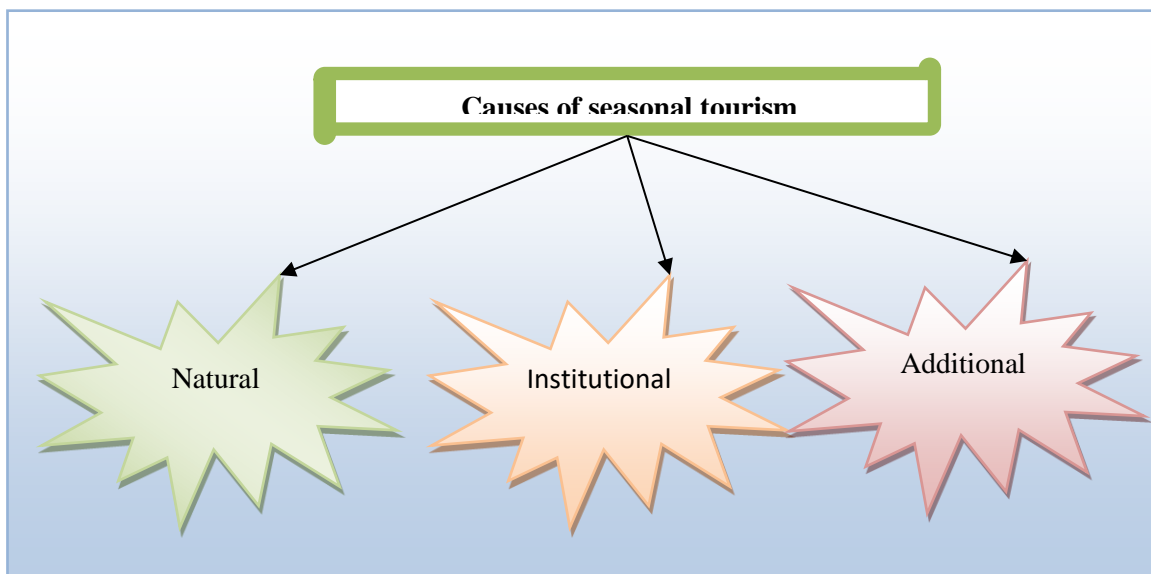 Causes of seasonal tourism
Natural
Institutional
Additional